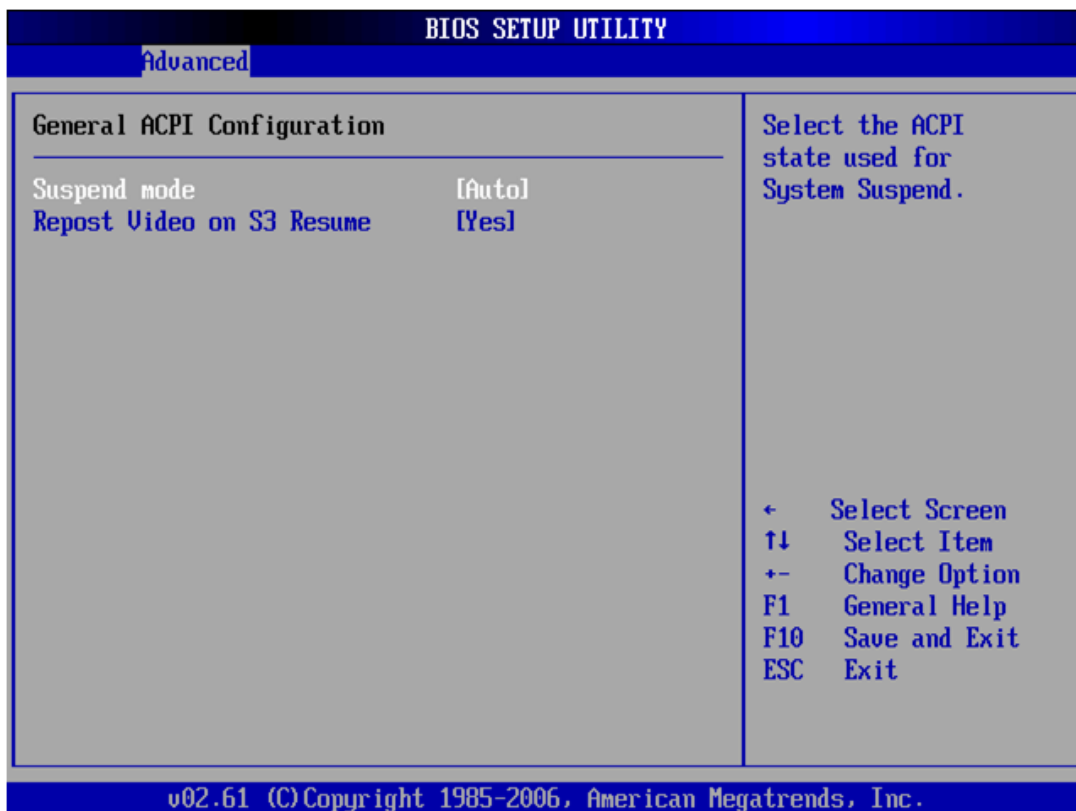 BIOS SETUP UTILITY
Advanced
General ACPI Configuration
Suspend mode [Auto]
Repost Video on S3 Resume [Yes]
Select the ACPI
state used for
System Suspend.
← Select Screen
↑↓ Select Item
+- Change Option
F1 General Help
F10 Save and Exit
ESC Exit
v02.61 (C)Copyright 1985-2006, American Megatrends, Inc.